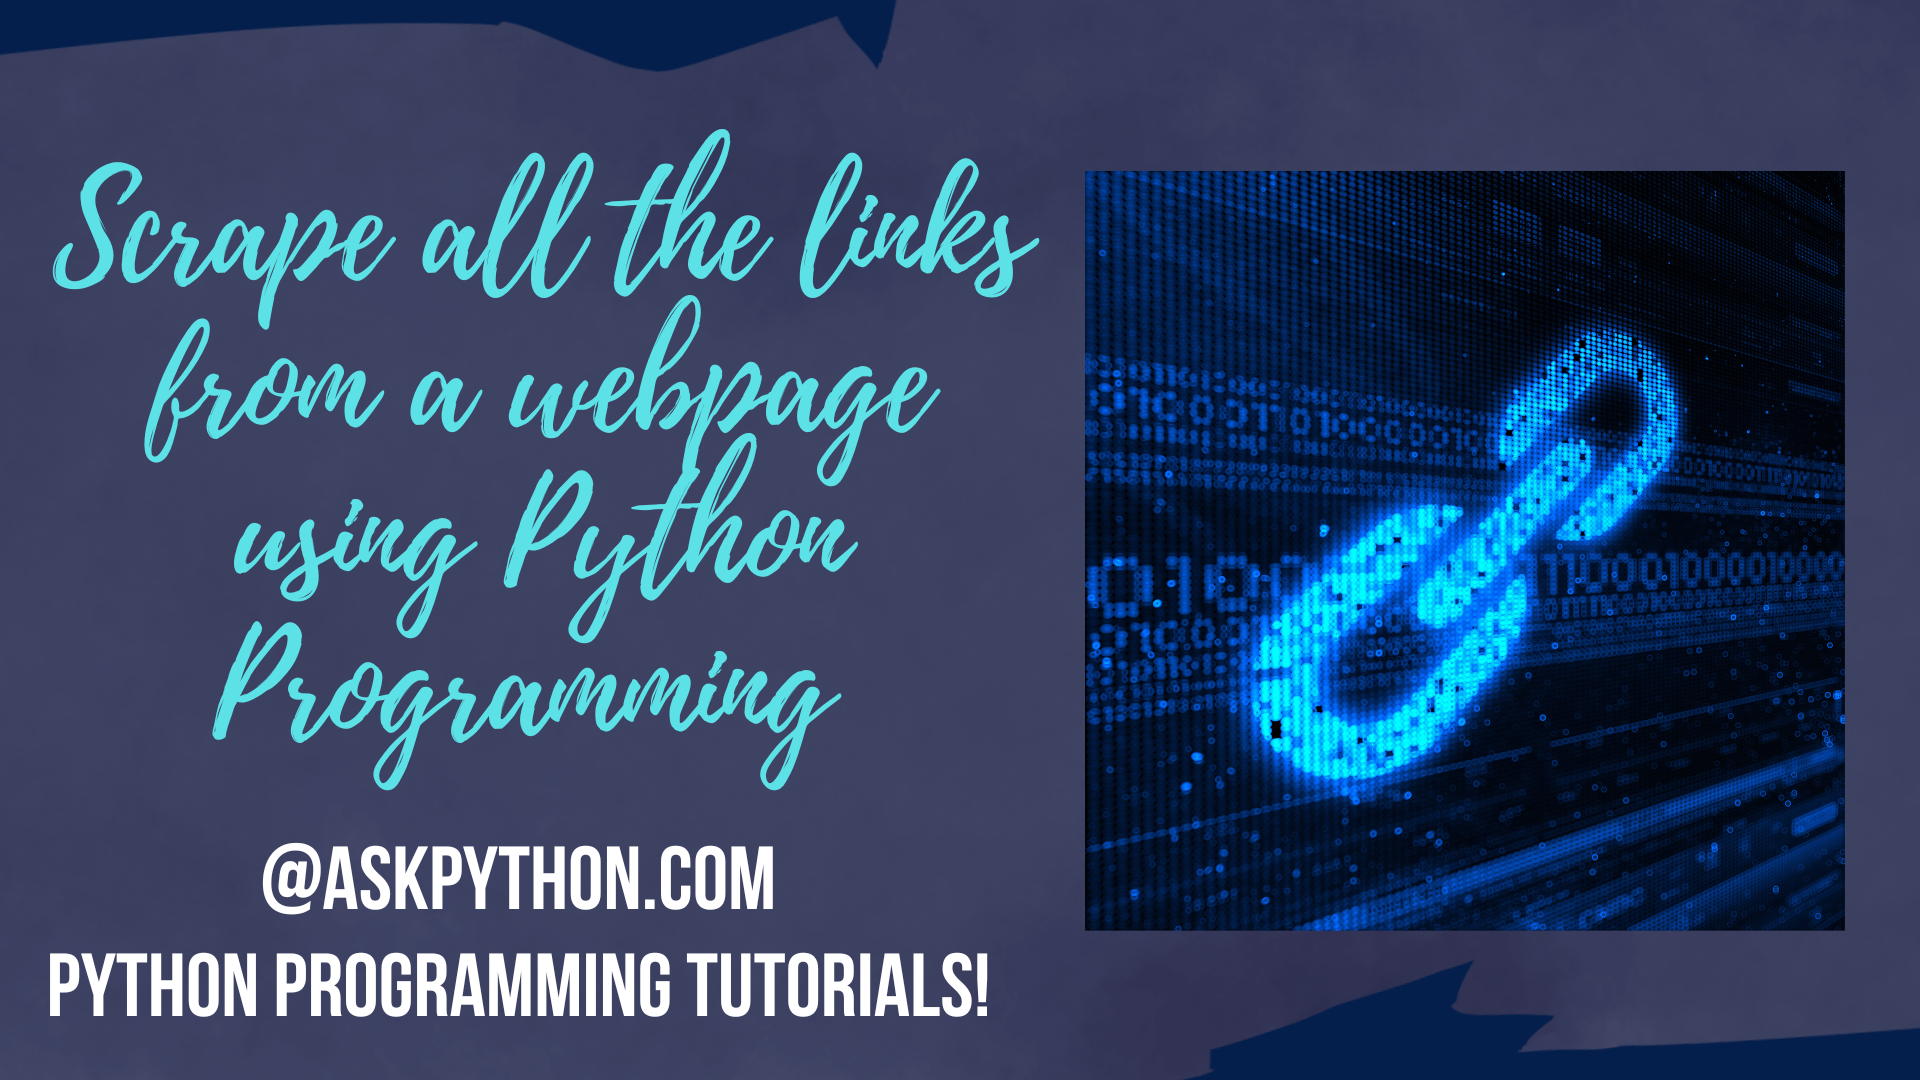 Scrape all the links
from a webpage
using Python
Programming
@ASKPYTHON.COM
PYTHON PROGRAMMING TUTORIALS!